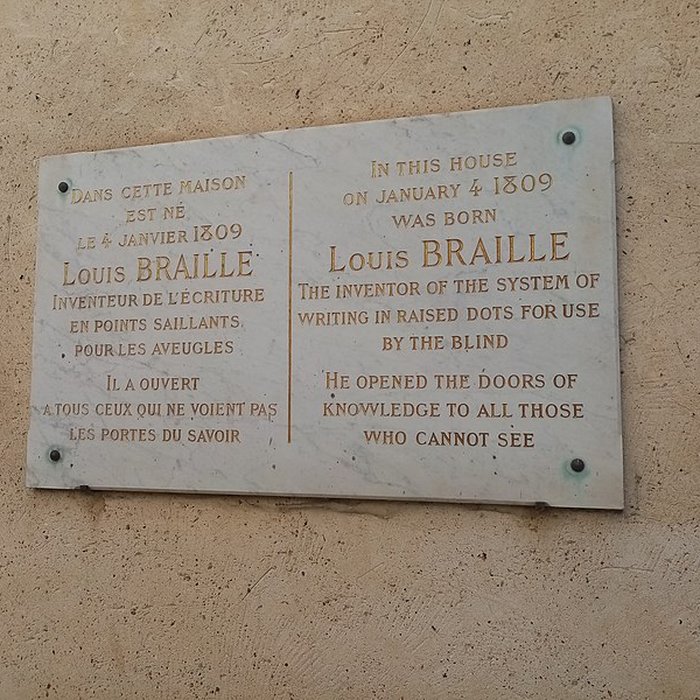 DANS CETTE MAISON
EST NÉ
LE 4 JANVIER 1809
LOUIS BRAILLE
INVENTEUR DE L'ÉCRITURE
EN POINTS SAILLANTS
POUR LES AVEUGLES
IL A OUVERT
A TOUS CEUX QUI NE VOIENT PAS
LES PORTES DU SAVOIR
IN THIS HOUSE
ON JANUARY 4 1809
WAS BORN
LOUIS BRAILLE
THE INVENTOR OF THE SYSTEM OF
WRITING IN RAISED DOTS FOR USE
BY THE BLIND
HE OPENED THE DOORS OF
KNOWLEDGE TO ALL THOSE
WHO CANNOT SEE